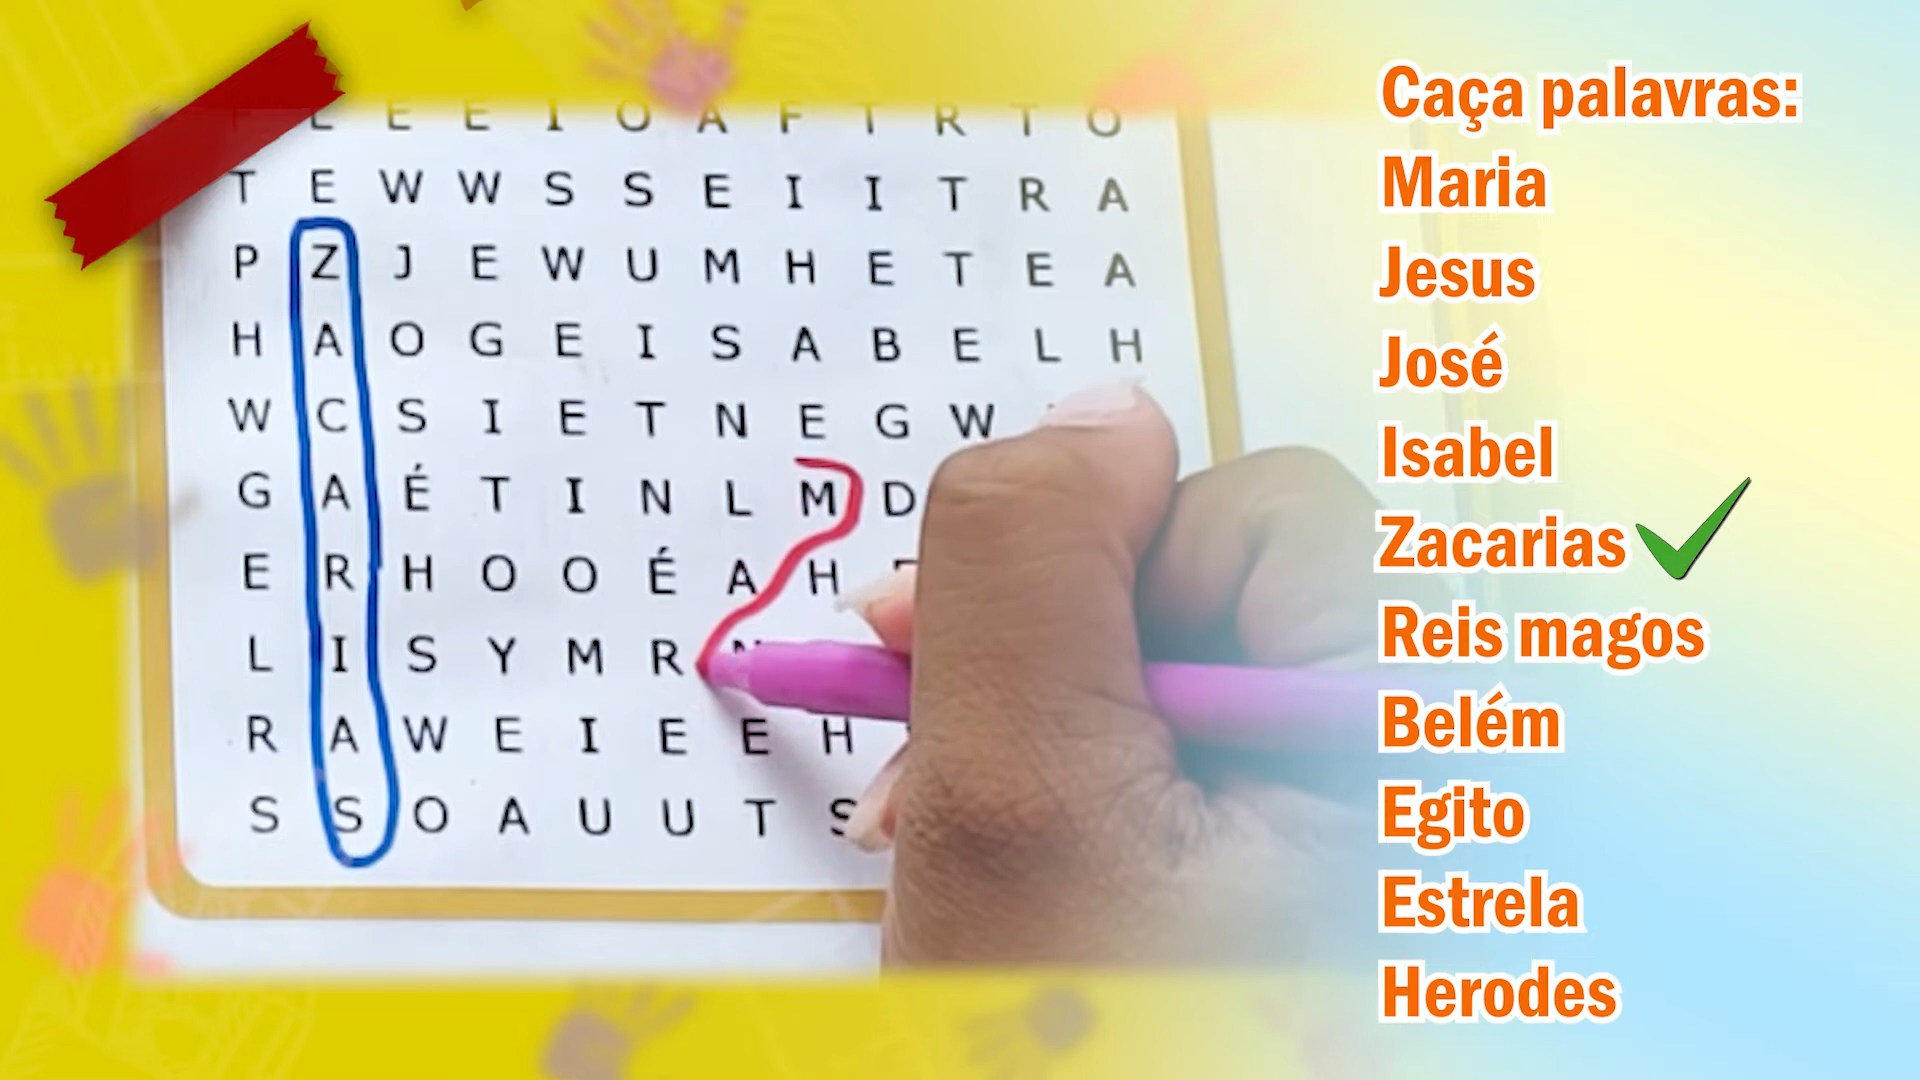 L E E I O A F T R T O
T E W W S S E I I T R A
P Z J E W U M H E T E A
H A O G E I S A B E L H
W C S I E T N E G W
G A É T I N L M D
E R H O O É A H
L I S Y M R
R A W E I E E H
S S O A U U T S
Caça palavras:
Maria
Jesus
José
Isabel
Zacarias
Reis magos
Belém
Egito
Estrela
Herodes